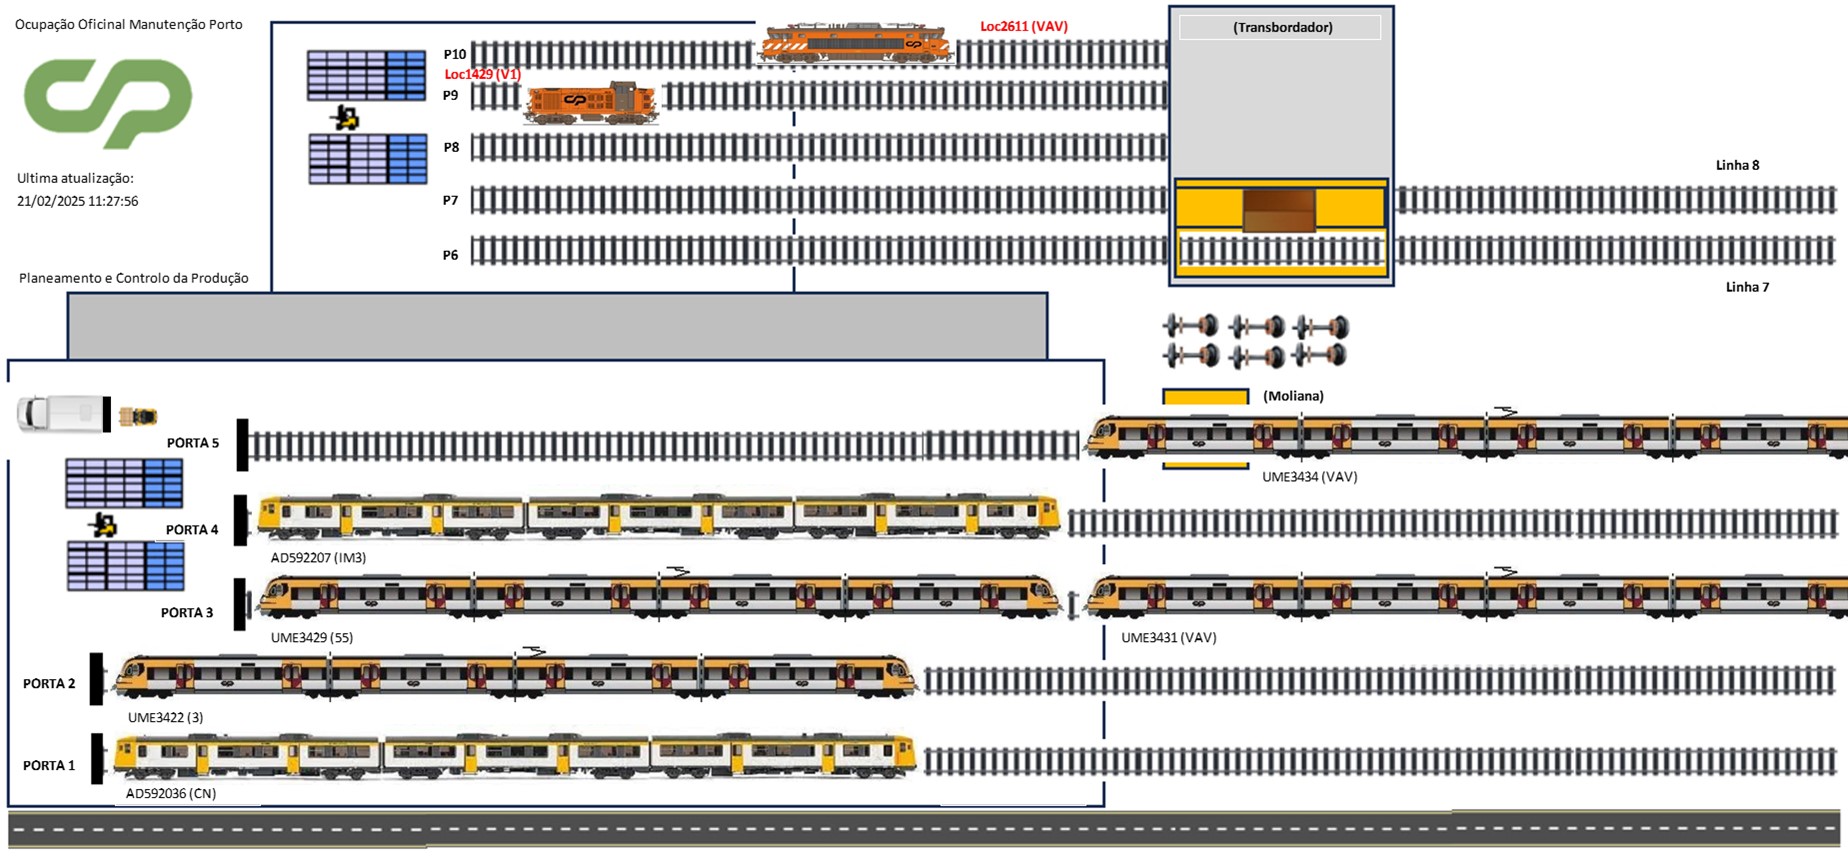 Ocupação Oficinal Manutenção Porto
Loc2611 (VAV)
(Transbordador)
P10
Loc1429 (V1)
P9
P8
Ultima atualização:
21/02/2025 11:27:56
Linha 8
P7
P6
Planeamento e Controlo da Produção
Linha 7
(Moliana)
PORTA 5
UME3434 (VAV)
PORTA 4
AD592207 (IM3)
PORTA 3
UME3429 (55)
UME3431 (VAV)
PORTA 2
UME3422 (3)
PORTA 1
AD592036 (CN)